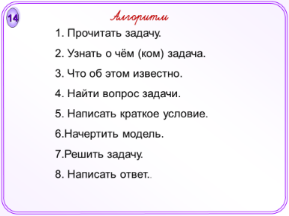 14
Алгоритм
1. Прочитать задачу.
2. Узнать о чём (ком) задача.
3. Что об этом известно.
4. Найти вопрос задачи.
5. Написать краткое условие.
6.Начертить модель.
7.Решить задачу.
8. Написать ответ.